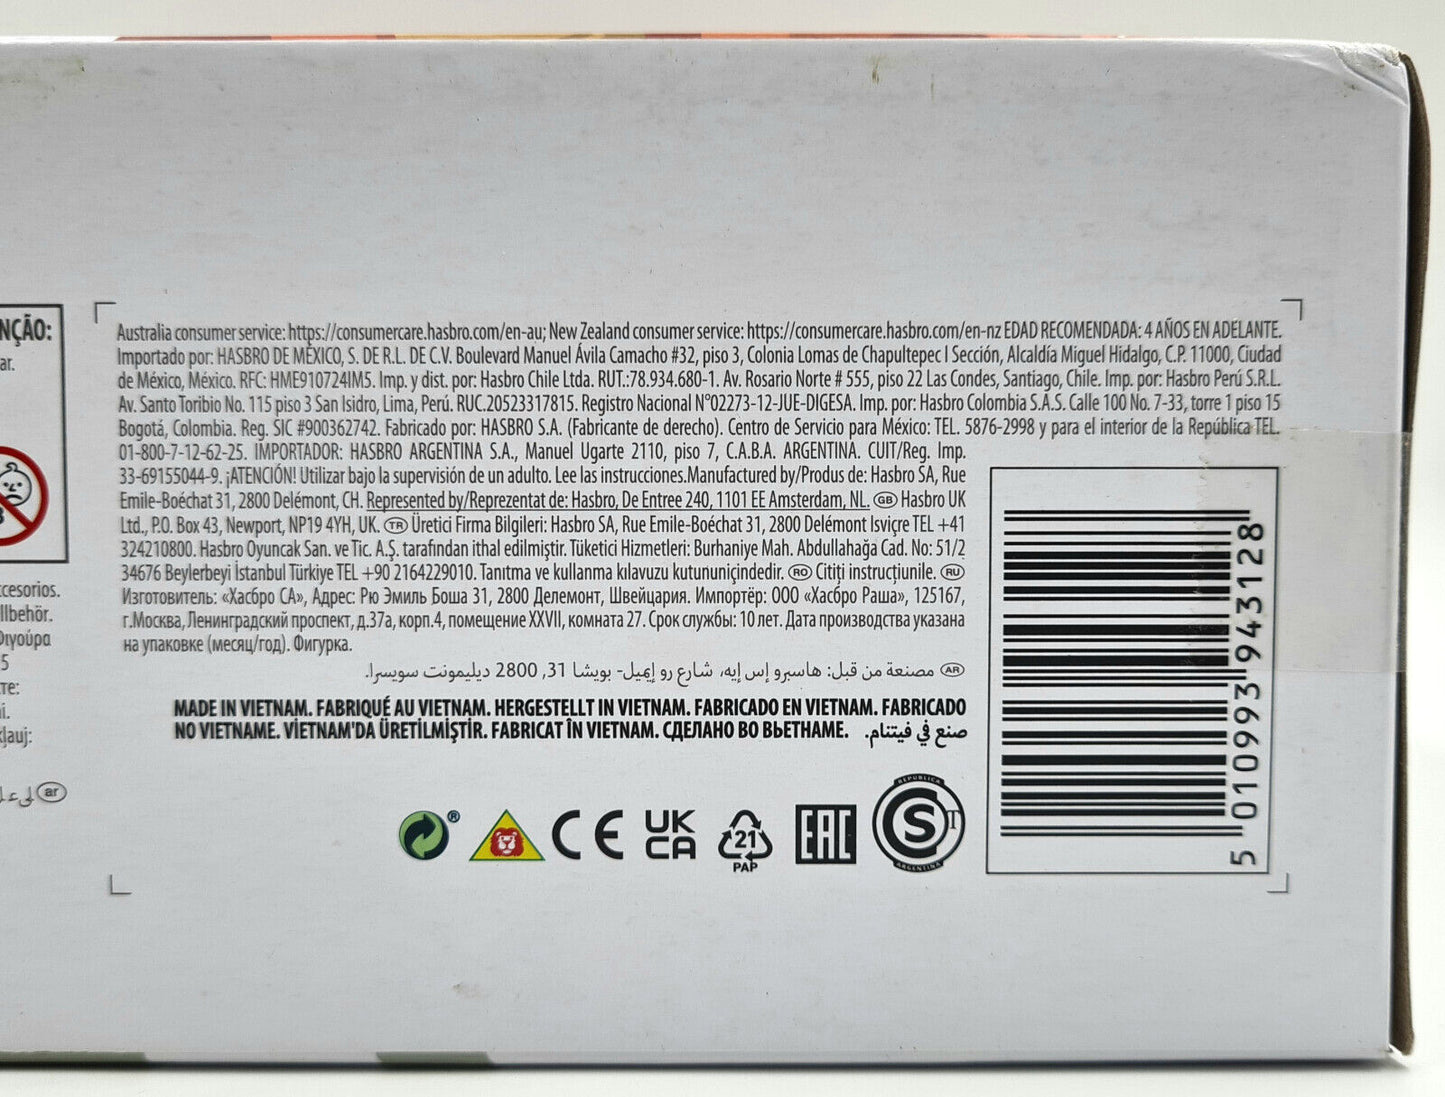 NÇÃO:
ar.
ccesorios.
llbehör.
Φιγούρα
5
те:
i.
kļauj:
ar
Australia consumer service: https://consumercare.hasbro.com/en-au; New Zealand consumer service: https://consumercare.hasbro.com/en-nz EDAD RECOMENDADA: 4 AÑOS EN ADELANTE.
Importado por: HASBRO DE MÉXICO, S. DE R.L. DE C.V. Boulevard Manuel Ávila Camacho #32, piso 3, Colonia Lomas de Chapultepec I Sección, Alcaldía Miguel Hidalgo, C.P. 11000, Ciudad
de México, México. RFC: HME910724IM5. Imp. y dist. por: Hasbro Chile Ltda. RUT.:78.934.680-1. Av. Rosario Norte # 555, piso 22 Las Condes, Santiago, Chile. Imp. por: Hasbro Perú S.R.L.
Av. Santo Toribio No. 115 piso 3 San Isidro, Lima, Perú. RUC.20523317815. Registro Nacional N°02273-12-JUE-DIGESA. Imp. por: Hasbro Colombia S.A.S. Calle 100 No. 7-33, torre 1 piso 15
Bogotá, Colombia. Reg. SIC #900362742. Fabricado por: HASBRO S.A. (Fabricante de derecho). Centro de Servicio para México: TEL. 5876-2998 y para el interior de la República TEL.
01-800-7-12-62-25. IMPORTADOR: HASBRO ARGENTINA S.A., Manuel Ugarte 2110, piso 7, C.A.B.A. ARGENTINA. CUIT/Reg. Imp.
33-69155044-9. ¡ATENCIÓN! Utilizar bajo la supervisión de un adulto. Lee las instrucciones.Manufactured by/Produs de: Hasbro SA, Rue
Emile-Boéchat 31, 2800 Delémont, CH. Represented by/Reprezentat de: Hasbro, De Entree 240, 1101 EE Amsterdam, NL. GB Hasbro UK
Ltd., P.O. Box 43, Newport, NP19 4YH, UK. TR Üretici Firma Bilgileri: Hasbro SA, Rue Emile-Boéchat 31, 2800 Delémont Isviçre TEL +41
324210800. Hasbro Oyuncak San. ve Tic. A.Ş. tarafından ithal edilmiştir. Tüketici Hizmetleri: Burhaniye Mah. Abdullahağa Cad. No: 51/2
34676 Beylerbeyi İstanbul Türkiye TEL +90 2164229010. Tanıtma ve kullanma kılavuzu kutununiçindedir. RO Citiți instrucțiunile. RU
Изготовитель: «Хасбро СА», Адрес: Рю Эмиль Боша 31, 2800 Делемонт, Швейцария. Импортёр: ООО «Хасбро Раша», 125167,
г.Москва, Ленинградский проспект, д.37а, корп.4, помещение XXVII, комната 27. Срок службы: 10 лет. Дата производства указана
на упаковке (месяц/год). Фигурка.
AR مصنعة من قبل: هاسبرو إس إيه، شارع رو إميل- بويشا 31, 2800 ديليمونت سويسرا.
MADE IN VIETNAM. FABRIQUÉ AU VIETNAM. HERGESTELLT IN VIETNAM. FABRICADO EN VIETNAM. FABRICADO
NO VIETNAME. VİETNAM'DA ÜRETİLMİŞTİR. FABRICAT ÎN VIETNAM. СДЕЛАНО ВО ВЬЕТНАМЕ. صنع في فيتنام.
® CE UK CA 21 PAP EAC REPUBLICA S T ARGENTINA
5 010993 943128